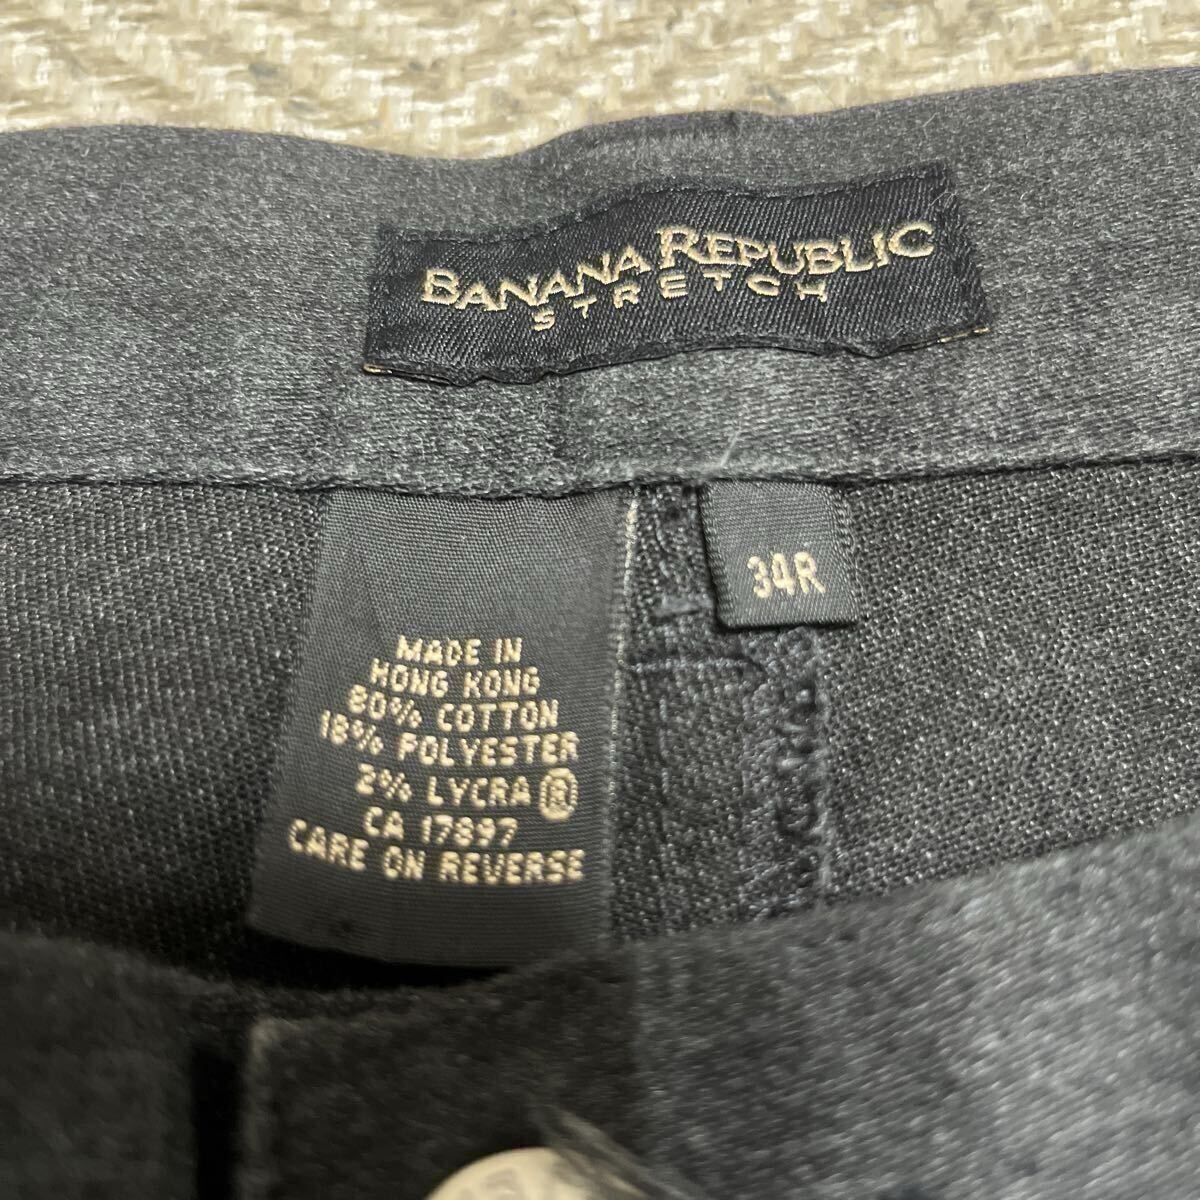 BANANA REPUBLIC
STRETCH
34R
MADE IN
HONG KONG
80% COTTON
18% POLYESTER
2% LYCRA ®
CA 17897
CARE ON REVERSE